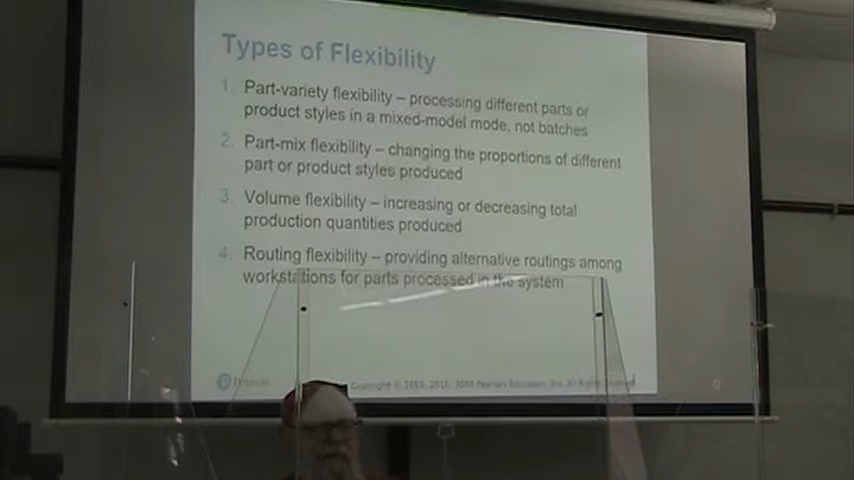 Types of Flexibility
1. Part-variety flexibility – processing different parts or
product styles in a mixed-model mode, not batches
2. Part-mix flexibility – changing the proportions of different
part or product styles produced
3. Volume flexibility – increasing or decreasing total
production quantities produced
4. Routing flexibility – providing alternative routings among
workstations for parts processed in the system
Pearson
Copyright © Pearson Education, Inc. All Rights Reserved